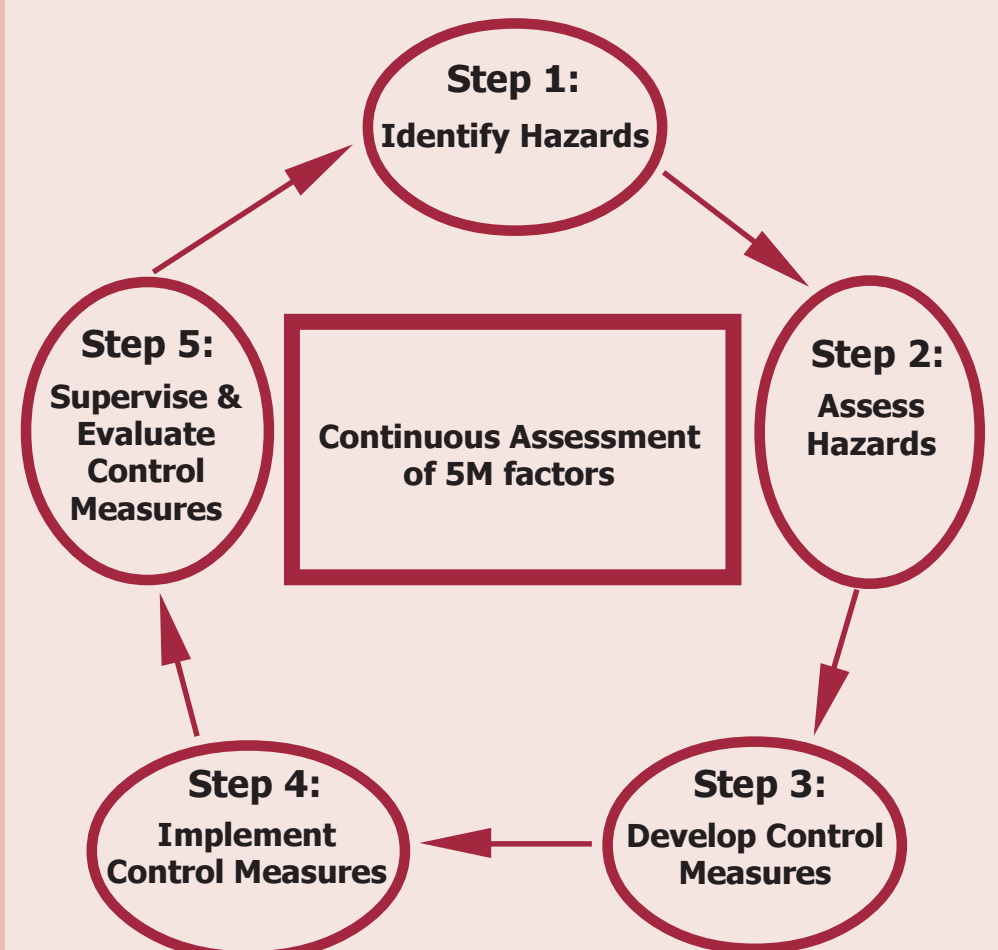 Step 1:
Identify Hazards
Step 2:
Assess
Hazards
Step 3:
Develop Control
Measures
Step 4:
Implement
Control Measures
Step 5:
Supervise &
Evaluate
Control
Measures
Continuous Assessment
of 5M factors